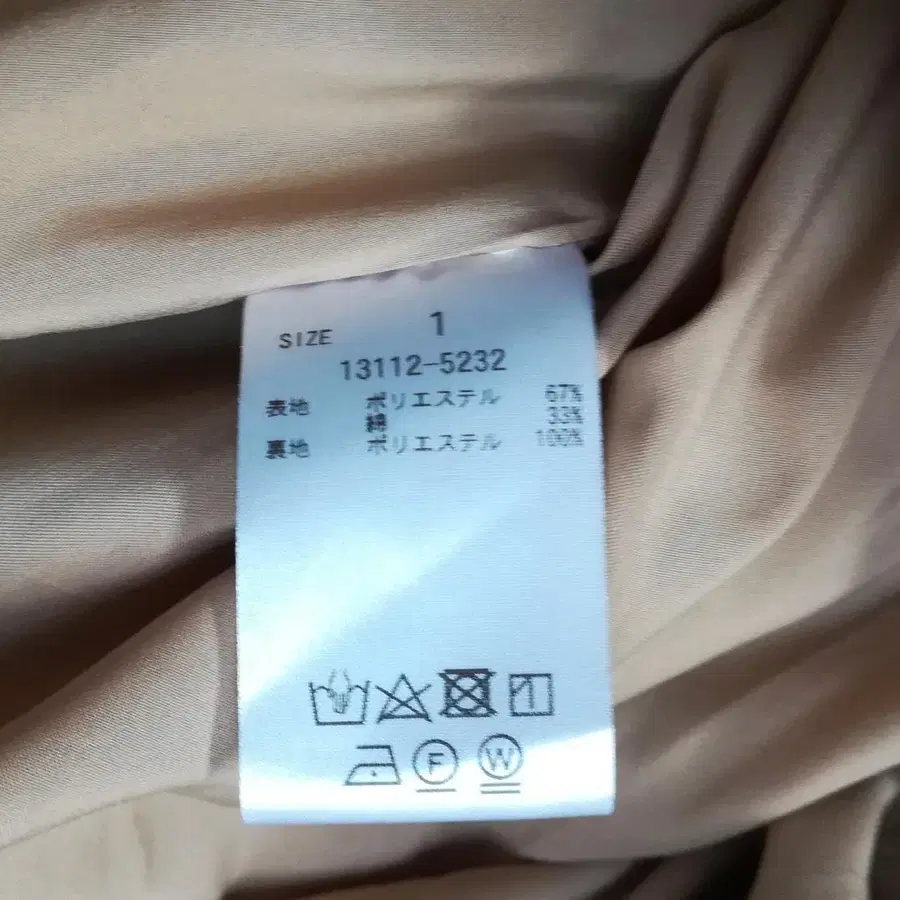 SIZE 1
13112-5232
表地 ポリエステル 67%
綿 33%
裏地 ポリエステル 100%
F W